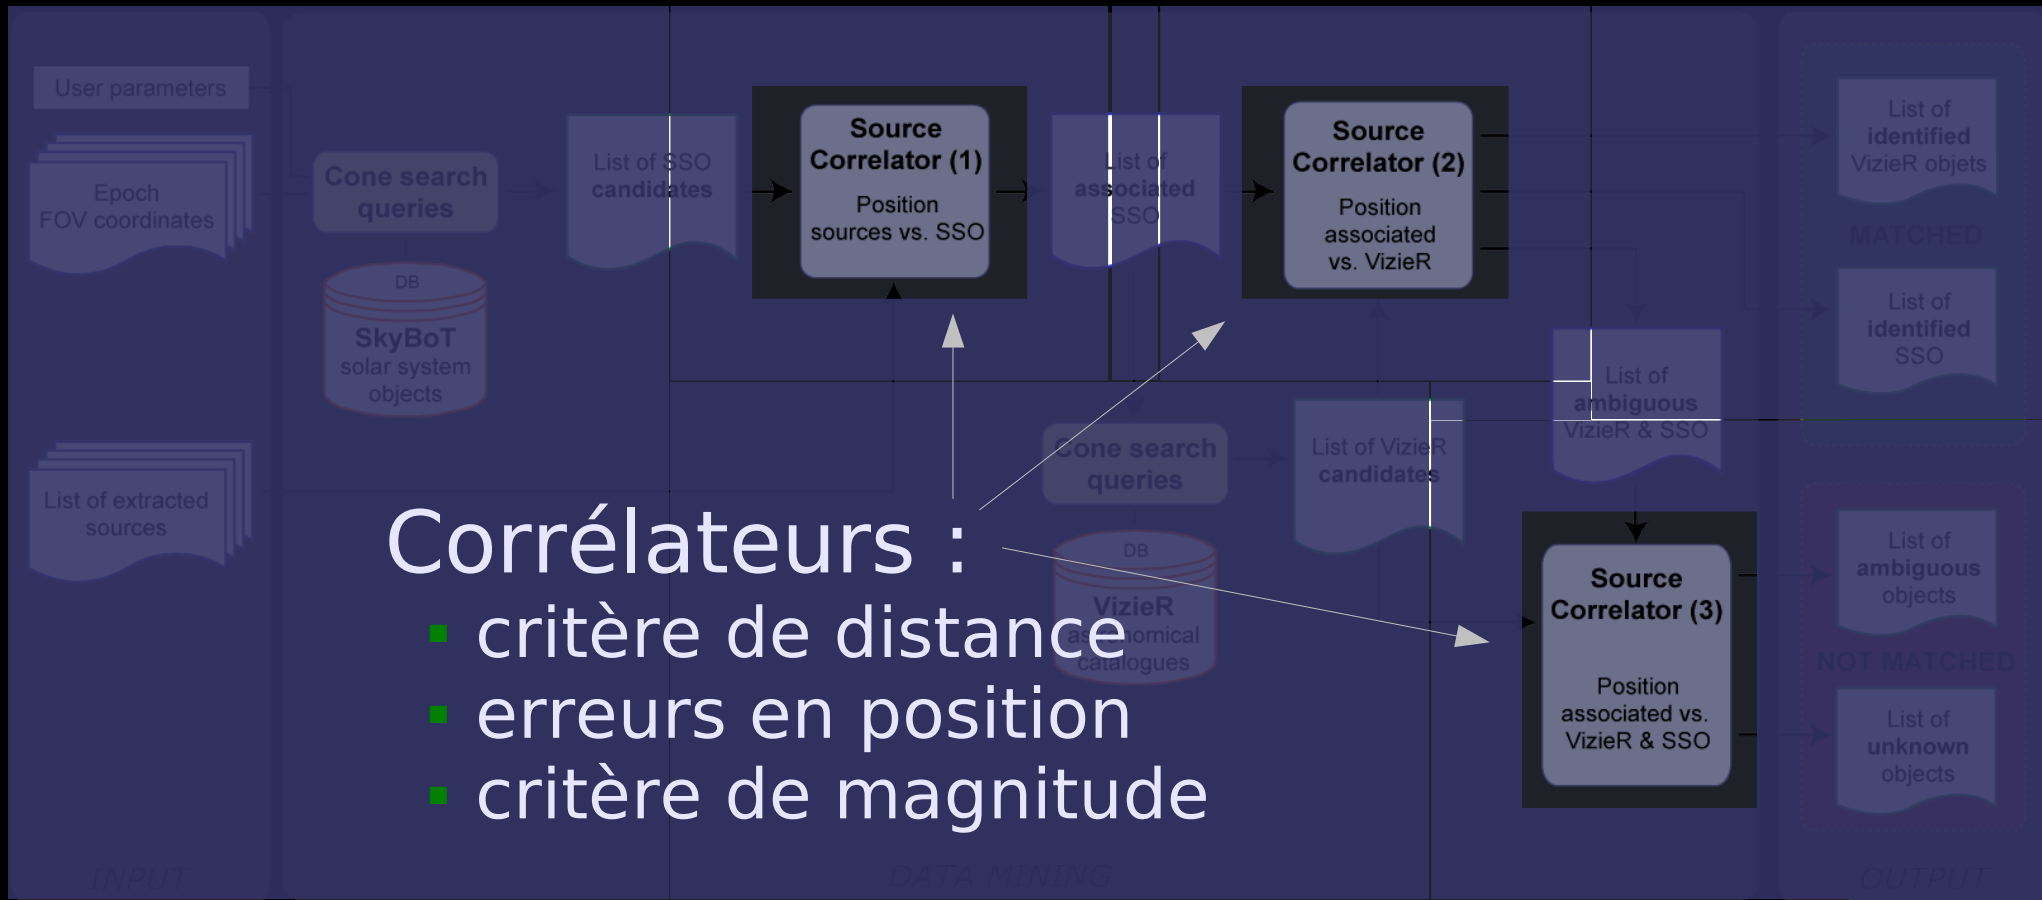 User parameters
Epoch
FOV coordinates
List of extracted
sources
INPUT
Cone search
queries
DB
SkyBoT
solar system
objects
List of SSO
candidates
Source
Correlator (1)
Position
sources vs. SSO
List of
associated
SSO
Source
Correlator (2)
Position
associated
vs. VizieR
Cone search
queries
DB
VizieR
astronomical
catalogues
List of VizieR
candidates
List of
ambiguous
VizieR & SSO
Source
Correlator (3)
Position
associated vs.
VizieR & SSO
Corrélateurs :
critère de distance
erreurs en position
critère de magnitude
DATA MINING
List of
identified
VizieR objets
MATCHED
List of
identified
SSO
List of
ambiguous
objects
NOT MATCHED
List of
unknown
objects
OUTPUT